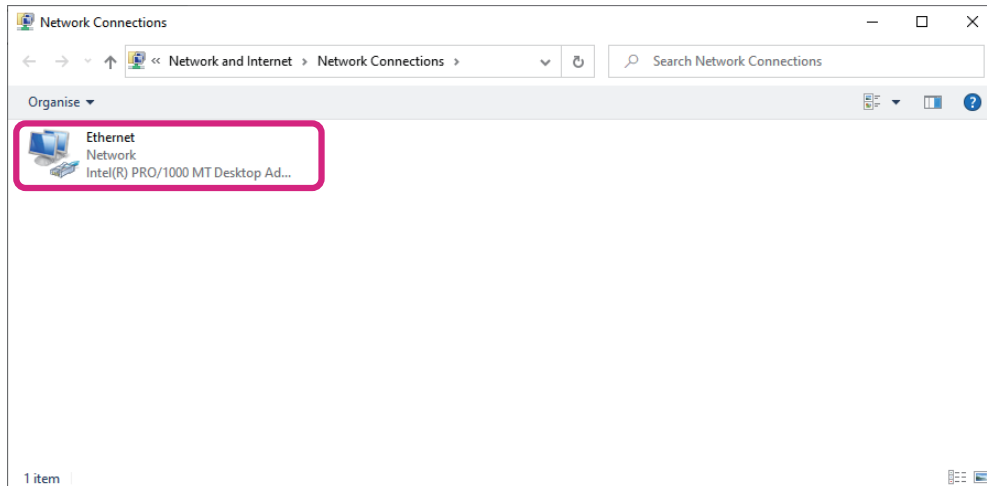 Network Connections
« Network and Internet › Network Connections ›
Search Network Connections
Organise
?
Ethernet
Network
Intel(R) PRO/1000 MT Desktop Ad...
1 item